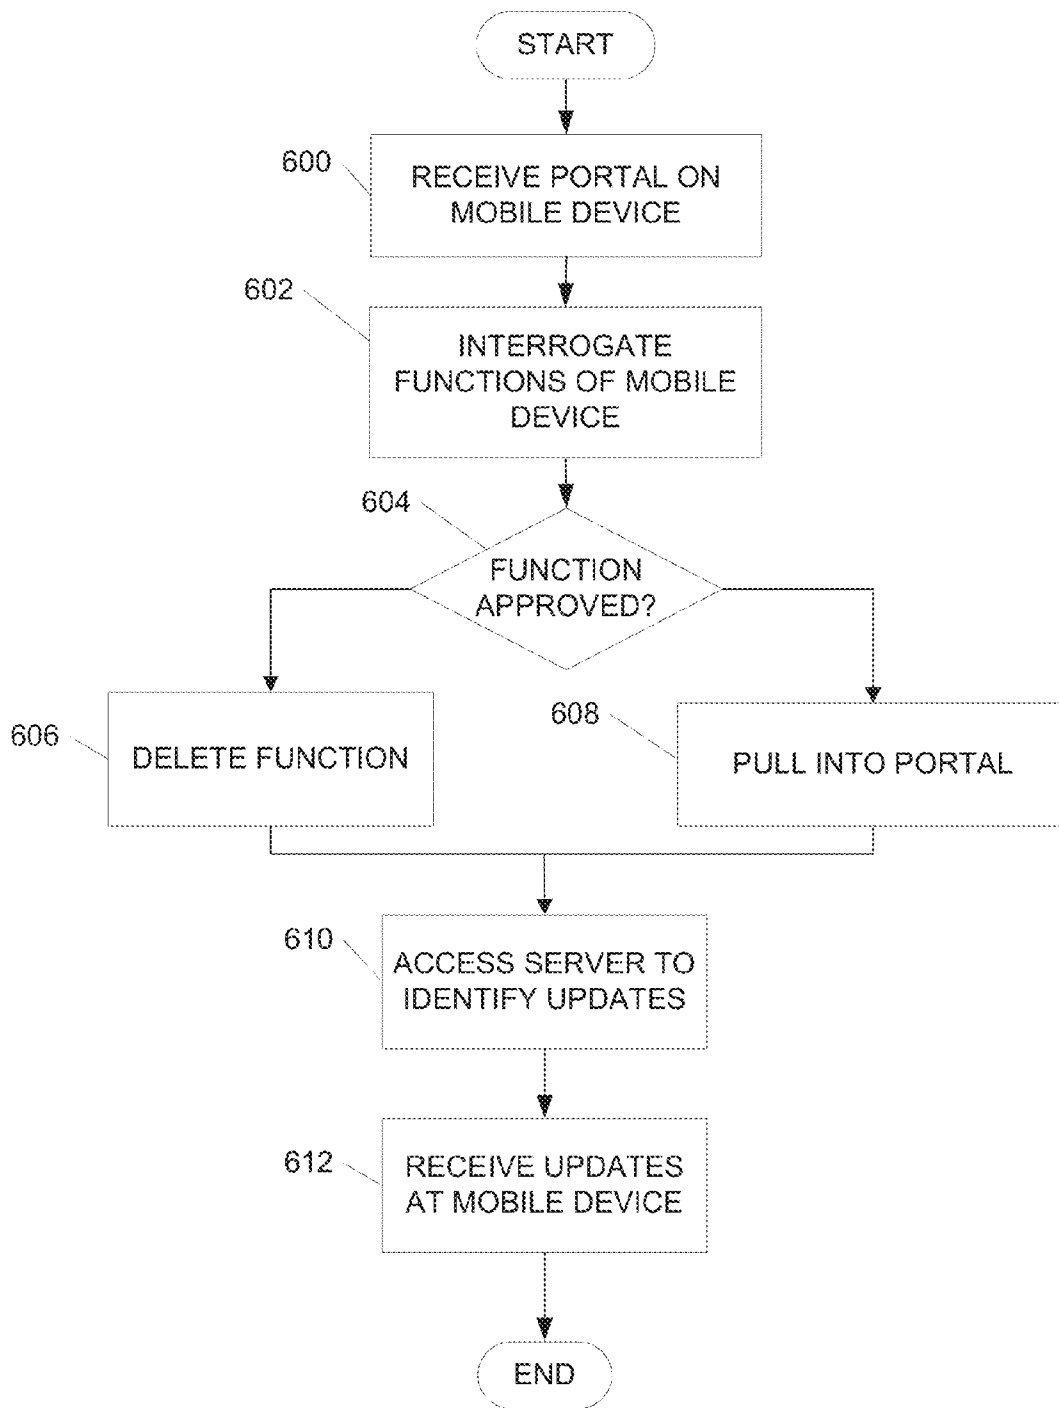 START
600
RECEIVE PORTAL ON
MOBILE DEVICE
602
INTERROGATE
FUNCTIONS OF MOBILE
DEVICE
604
FUNCTION
APPROVED?
606
DELETE FUNCTION
608
PULL INTO PORTAL
610
ACCESS SERVER TO
IDENTIFY UPDATES
612
RECEIVE UPDATES
AT MOBILE DEVICE
END